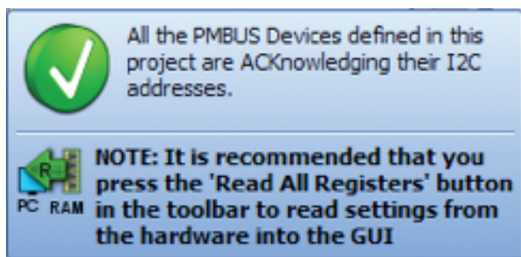 All the PMBUS Devices defined in this
project are ACKnowledging their I2C
addresses.
R
PC RAM
NOTE: It is recommended that you
press the 'Read All Registers' button
in the toolbar to read settings from
the hardware into the GUI